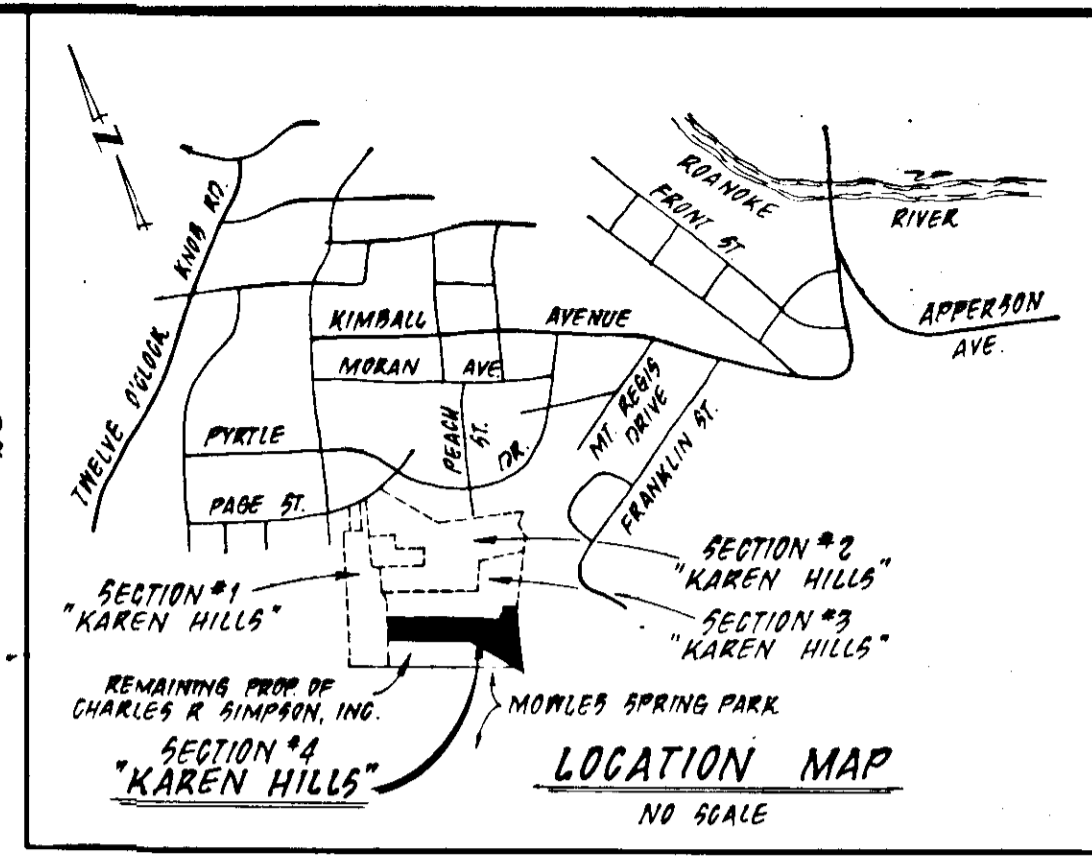 N
ROANOKE
RIVER
FRONT ST.
TWELVE O'CLOCK KNOB RD.
KIMBALL AVENUE
APPERSON
AVE.
MORAN AVE.
MT. REGIS
DRIVE
PEACH
ST.
DR.
PYRTLE
FRANKLIN ST.
PAGE ST.
SECTION #2
"KAREN HILLS"
SECTION #1
"KAREN HILLS"
SECTION #3
"KAREN HILLS"
REMAINING PROP. OF
CHARLES R SIMPSON, INC.
MOWLES SPRING PARK
SECTION #4
"KAREN HILLS"
LOCATION MAP
NO SCALE